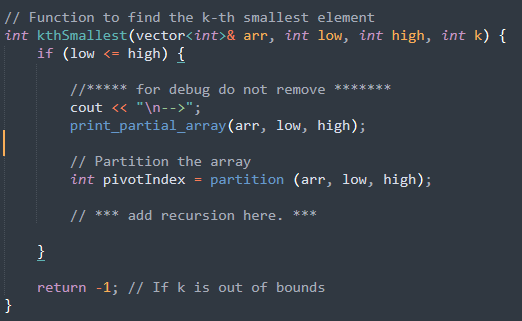 // Function to find the k-th smallest element
int kthSmallest(vector<int>& arr, int low, int high, int k) {
    if (low <= high) {
        //***** for debug do not remove *******
        cout << "\n-->";
        print_partial_array(arr, low, high);
        // Partition the array
        int pivotIndex = partition (arr, low, high);
        // *** add recursion here. ***
    }
    return -1; // If k is out of bounds
}